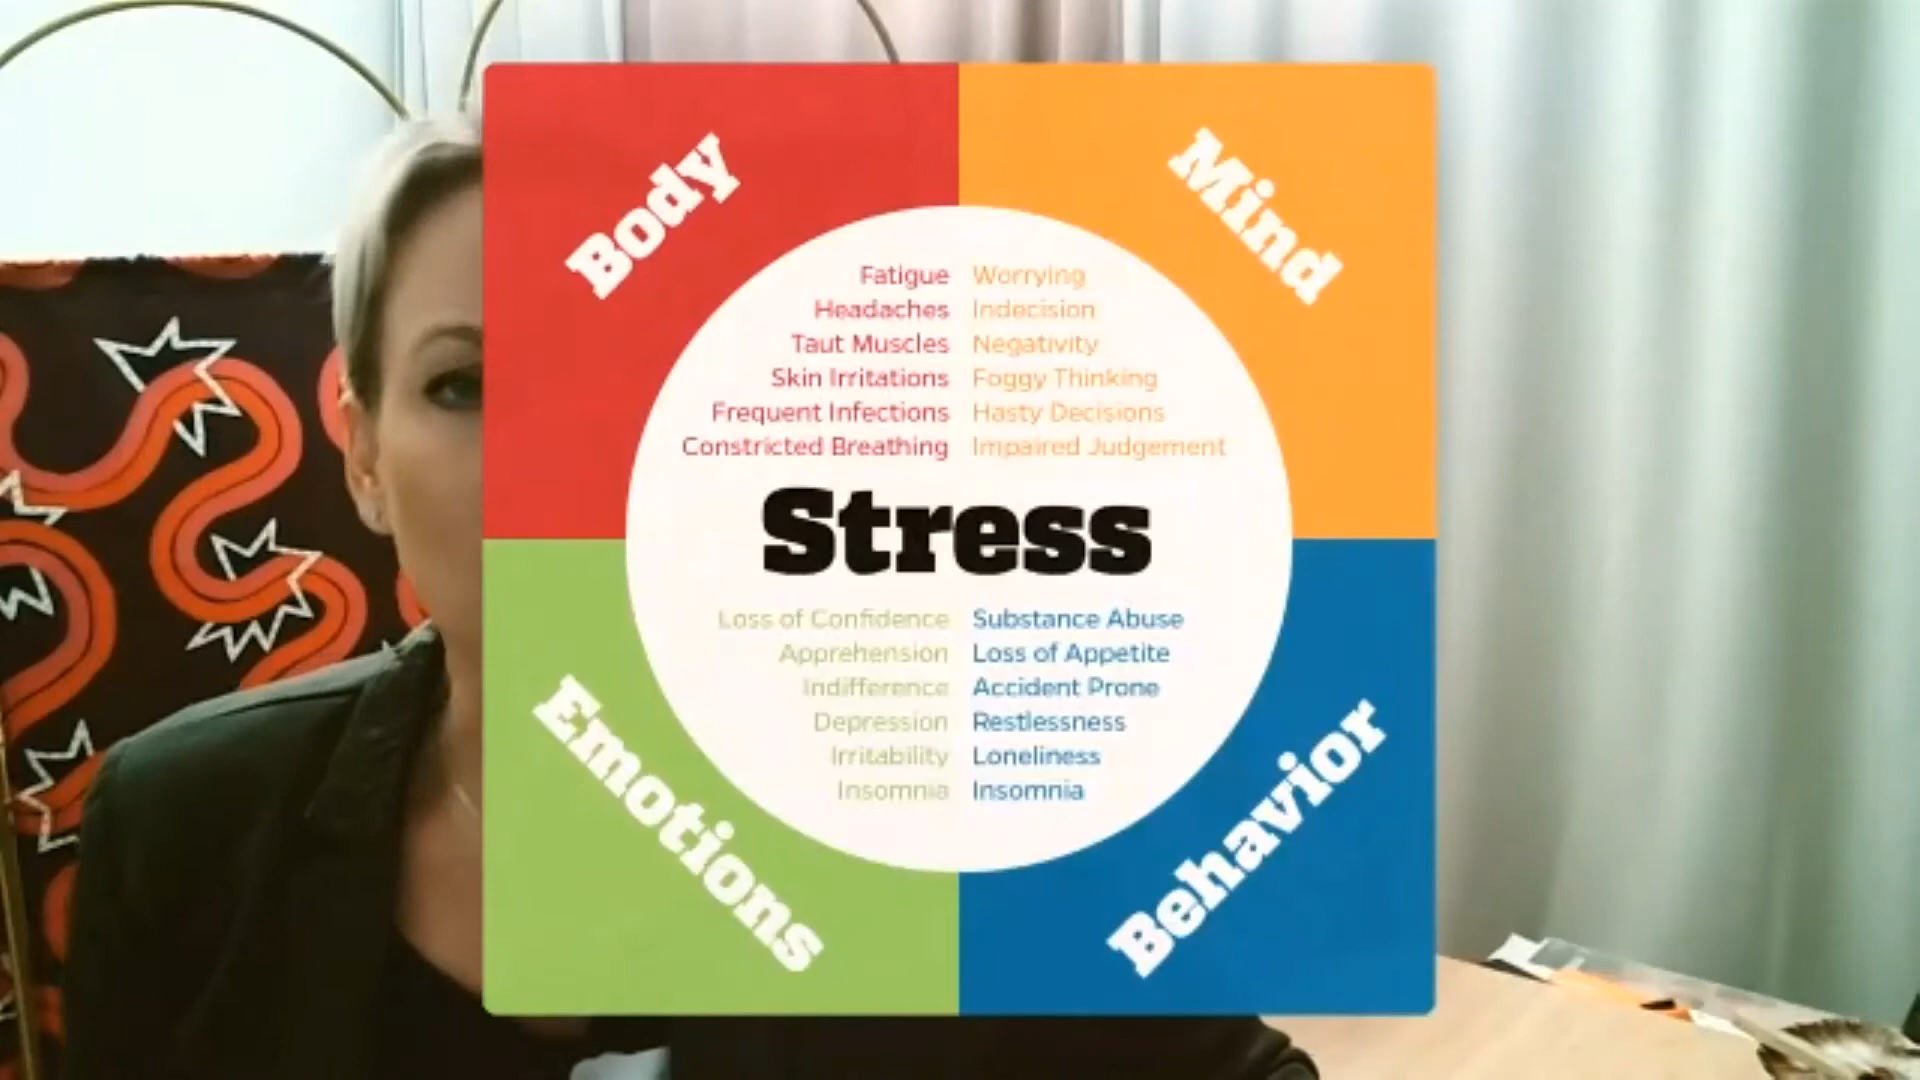 Body
Mind
Fatigue Worrying
Headaches Indecision
Taut Muscles Negativity
Skin Irritations Foggy Thinking
Frequent Infections Hasty Decisions
Constricted Breathing Impaired Judgement
Stress
Loss of Confidence Substance Abuse
Apprehension Loss of Appetite
Indifference Accident Prone
Depression Restlessness
Irritability Loneliness
Insomnia Insomnia
Emotions
Behavior